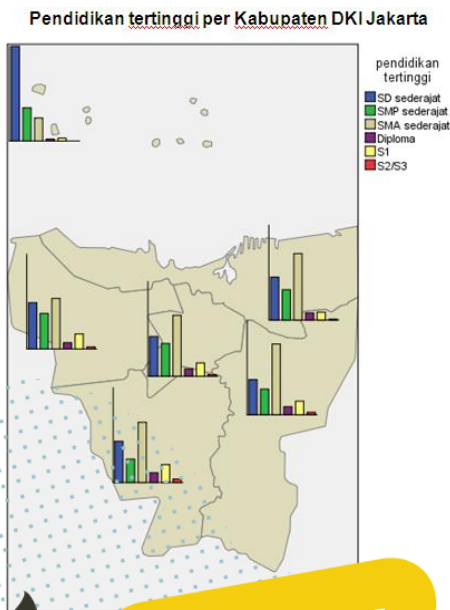 Pendidikan tertinggi per Kabupaten DKI Jakarta
pendidikan
tertinggi
SD sederajat
SMP sederajat
SMA sederajat
Diploma
S1
S2/S3